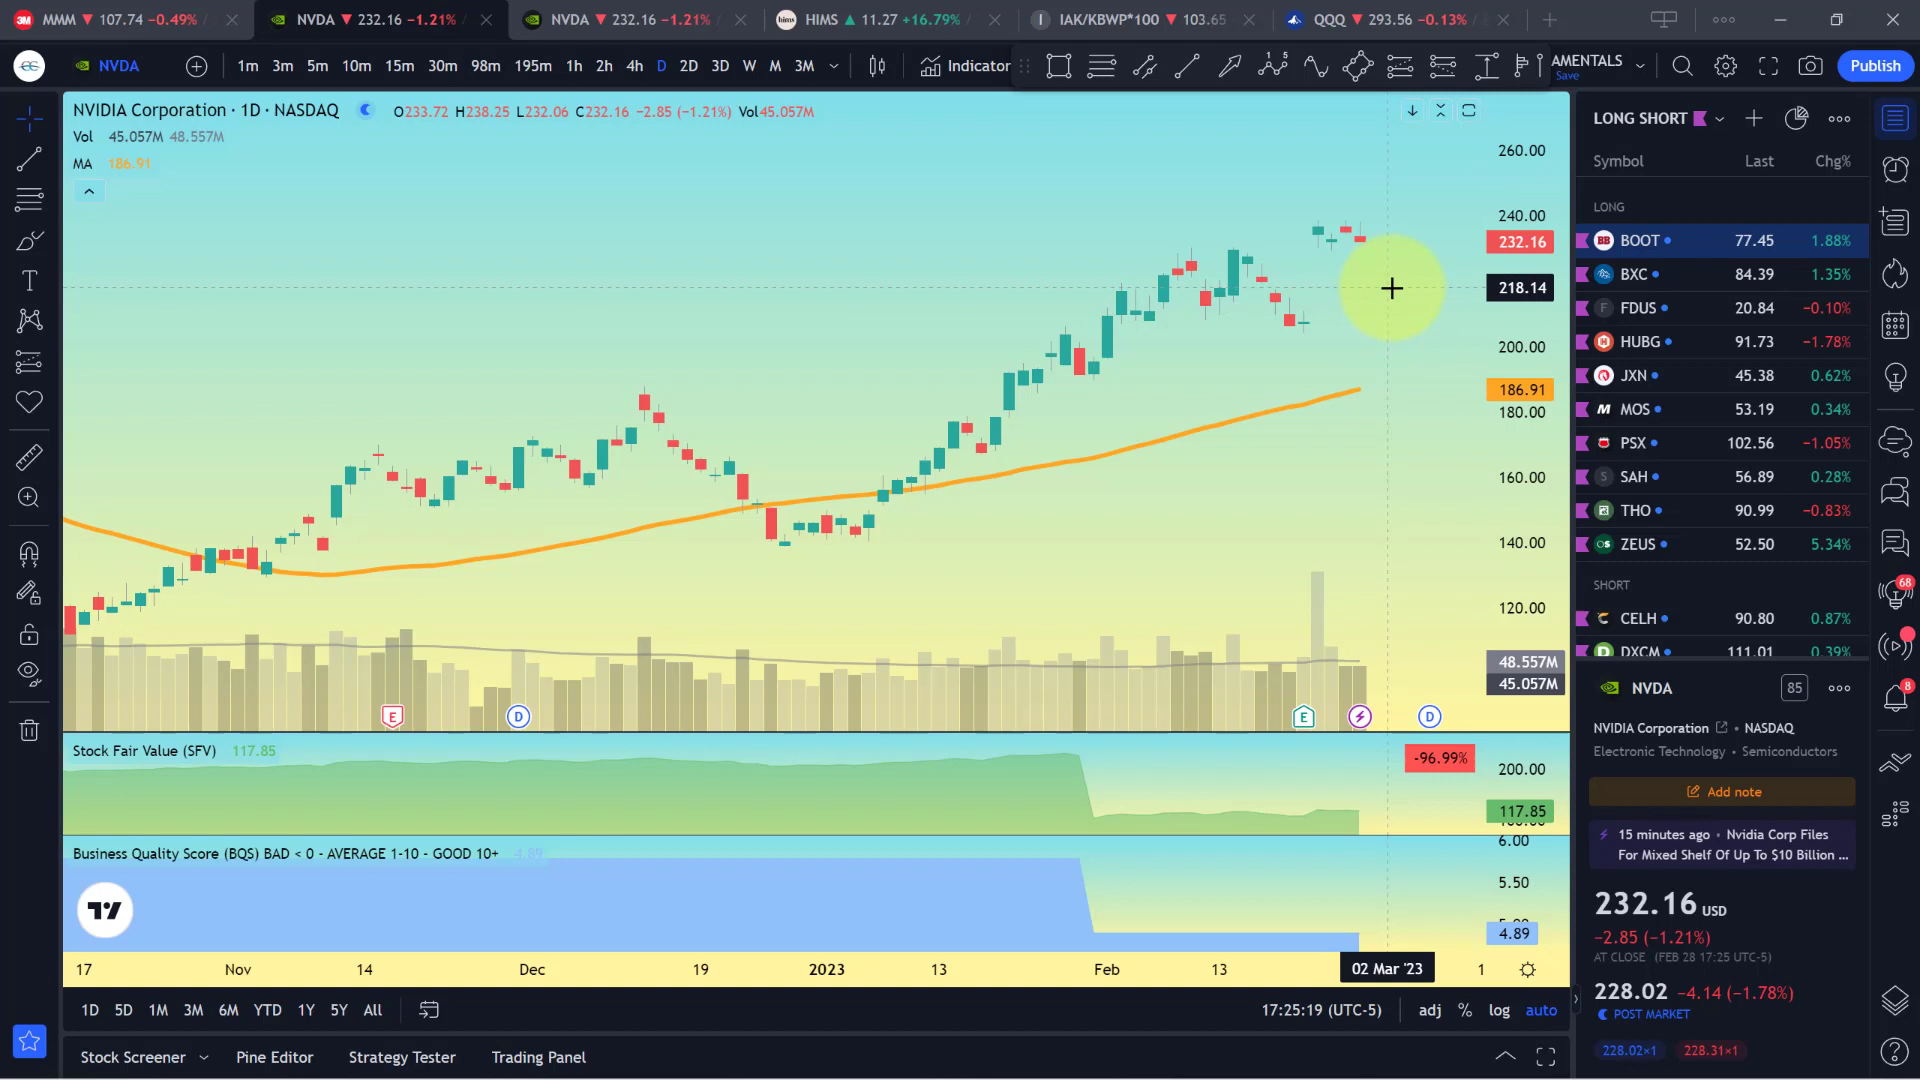 MMM ▼ 107.74 −0.49% /
NVDA ▼ 232.16 −1.21% /
NVDA ▼ 232.16 −1.21% /
hims HIMS ▲ 11.27 +16.79% /
I IAK/KBWP*100 ▼ 103.65
QQQ ▼ 293.56 −0.13% /
NVDA
1m 3m 5m 10m 15m 30m 98m 195m 1h 2h 4h D 2D 3D W M 3M
Indicator
AMENTALS
Save
Publish
NVIDIA Corporation · 1D · NASDAQ
O233.72 H238.25 L232.06 C232.16 −2.85 (−1.21%) Vol45.057M
Vol 45.057M 48.557M
MA 186.91
260.00
240.00
232.16
218.14
200.00
186.91
180.00
160.00
140.00
120.00
48.557M
45.057M
E
D
E
D
Stock Fair Value (SFV) 117.85
-96.99%
200.00
117.85
Business Quality Score (BQS) BAD < 0 - AVERAGE 1-10 - GOOD 10+ 4.89
6.00
5.50
4.89
17 Nov 14 Dec 19 2023 13 Feb 13 02 Mar '23 1
1D 5D 1M 3M 6M YTD 1Y 5Y All
17:25:19 (UTC-5)
adj % log auto
Stock Screener
Pine Editor
Strategy Tester
Trading Panel
LONG SHORT
Symbol Last Chg%
LONG
BOOT 77.45 1.88%
BXC 84.39 1.35%
F FDUS 20.84 −0.10%
HUBG 91.73 −1.78%
JXN 45.38 0.62%
MOS 53.19 0.34%
PSX 102.56 −1.05%
S SAH 56.89 0.28%
THO 90.99 −0.83%
ZEUS 52.50 5.34%
SHORT
CELH 90.80 0.87%
DXCM 111.01 0.39%
NVDA 85
NVIDIA Corporation • NASDAQ
Electronic Technology • Semiconductors
Add note
15 minutes ago • Nvidia Corp Files
For Mixed Shelf Of Up To $10 Billion ...
232.16 USD
−2.85 (−1.21%)
AT CLOSE (FEB 28 17:25 UTC-5)
228.02 −4.14 (−1.78%)
POST MARKET
228.02×1 228.31×1
68
8